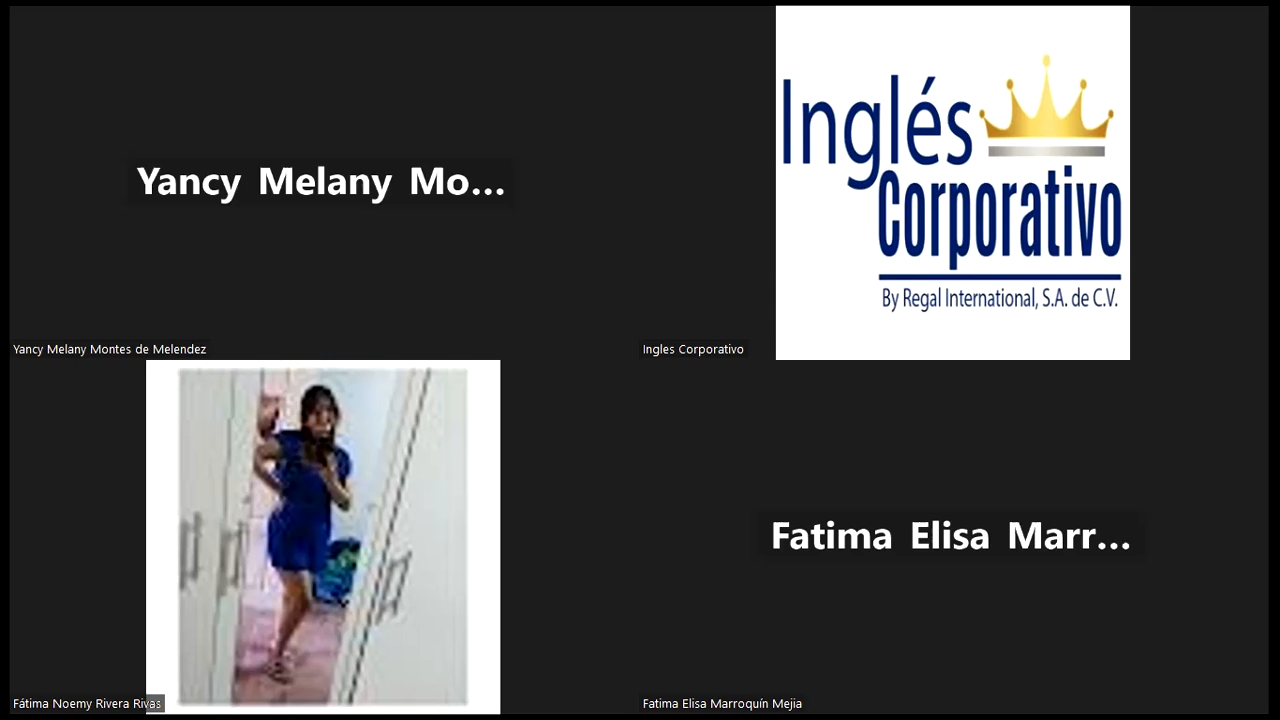 Yancy Melany Mo...
Yancy Melany Montes de Melendez
Inglés
Corporativo
By Regal International, S.A. de C.V.
Ingles Corporativo
Fátima Noemy Rivera Rivas
Fatima Elisa Marr...
Fatima Elisa Marroquín Mejia